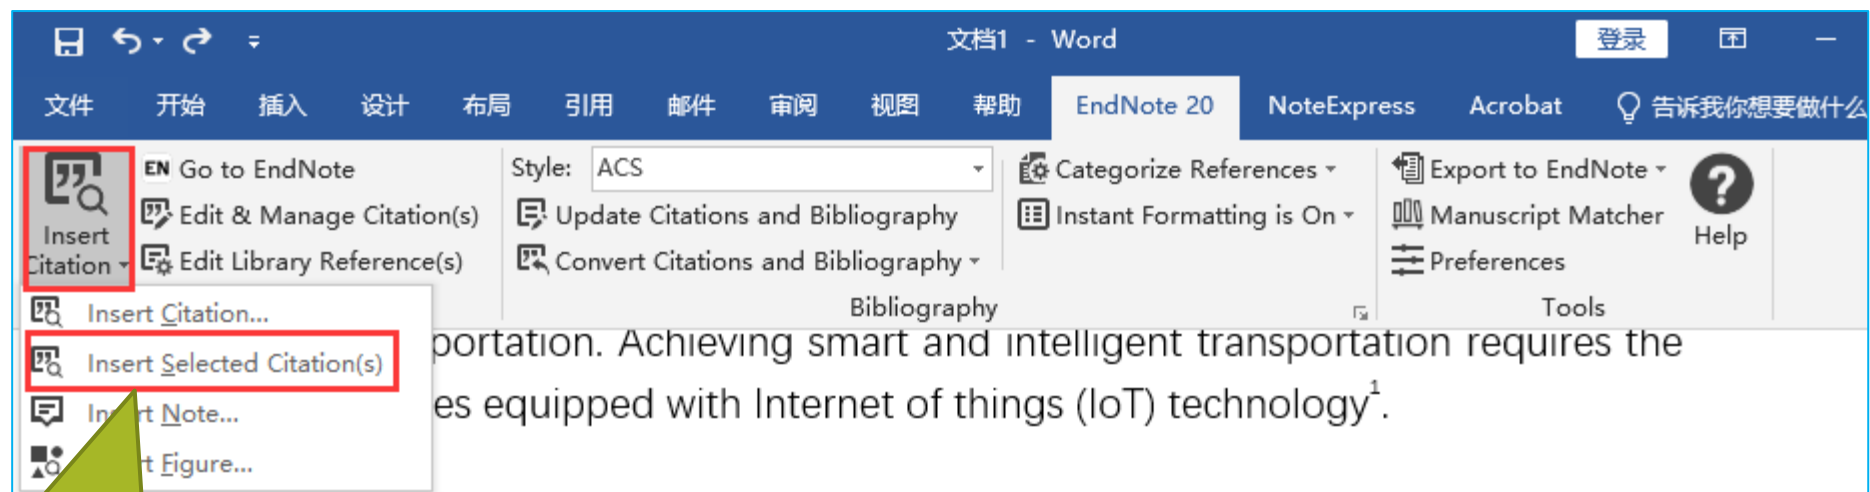 文档1 - Word
登录
文件 开始 插入 设计 布局 引用 邮件 审阅 视图 帮助 EndNote 20 NoteExpress Acrobat 告诉我你想要做什么
Insert Citation
EN Go to EndNote
Edit & Manage Citation(s)
Edit Library Reference(s)
Style: ACS
Update Citations and Bibliography
Convert Citations and Bibliography
Categorize References
Instant Formatting is On
Bibliography
Export to EndNote
Manuscript Matcher
Preferences
Help
Tools
Insert Citation...
Insert Selected Citation(s)
Insert Note...
Figure...
portation. Achieving smart and intelligent transportation requires the
es equipped with Internet of things (IoT) technology¹.